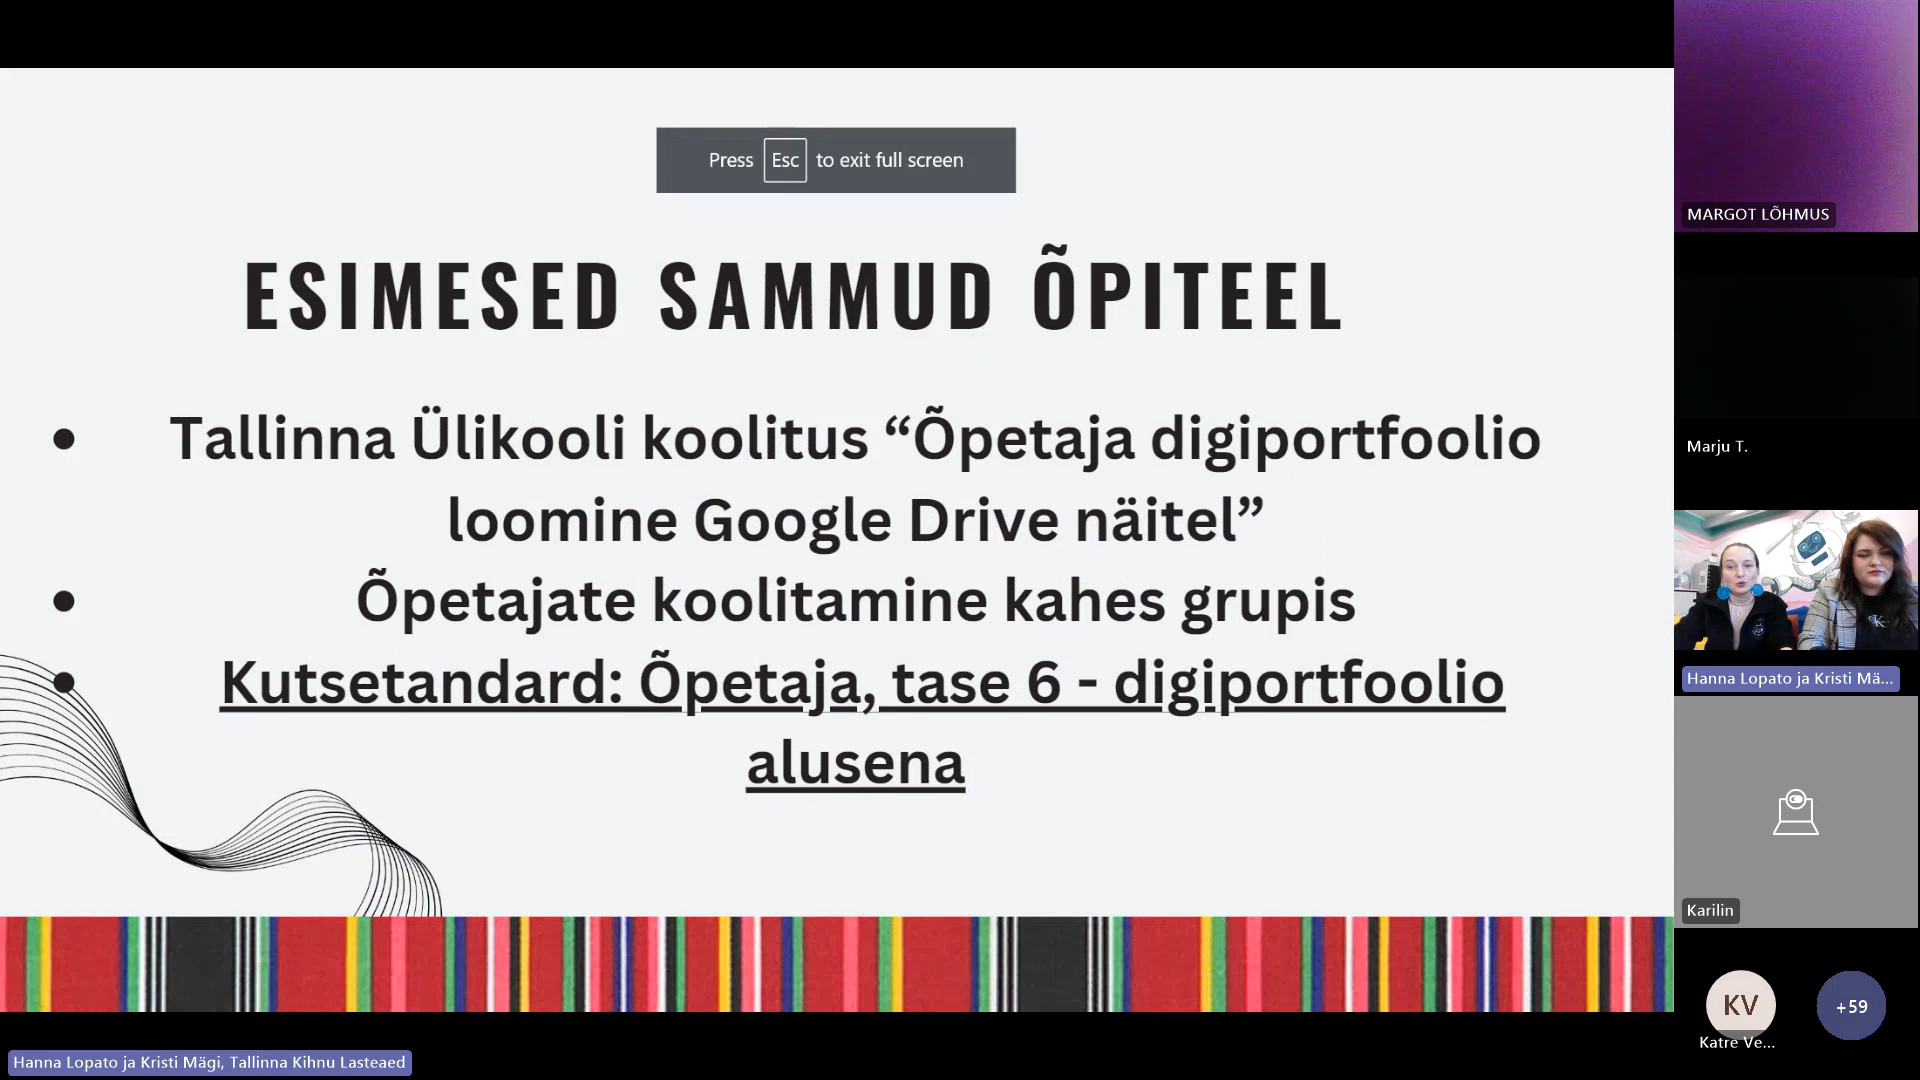 Press Esc to exit full screen
ESIMESED SAMMUD ÕPITEEL
• Tallinna Ülikooli koolitus “Õpetaja digiportfoolio
loomine Google Drive näitel”
• Õpetajate koolitamine kahes grupis
• Kutsetandard: Õpetaja, tase 6 - digiportfoolio
alusena
Hanna Lopato ja Kristi Mägi, Tallinna Kihnu Lasteaed
MARGOT LÕHMUS
Marju T.
CK
Hanna Lopato ja Kristi Mä...
Karilin
KV
Katre Ve...
+59